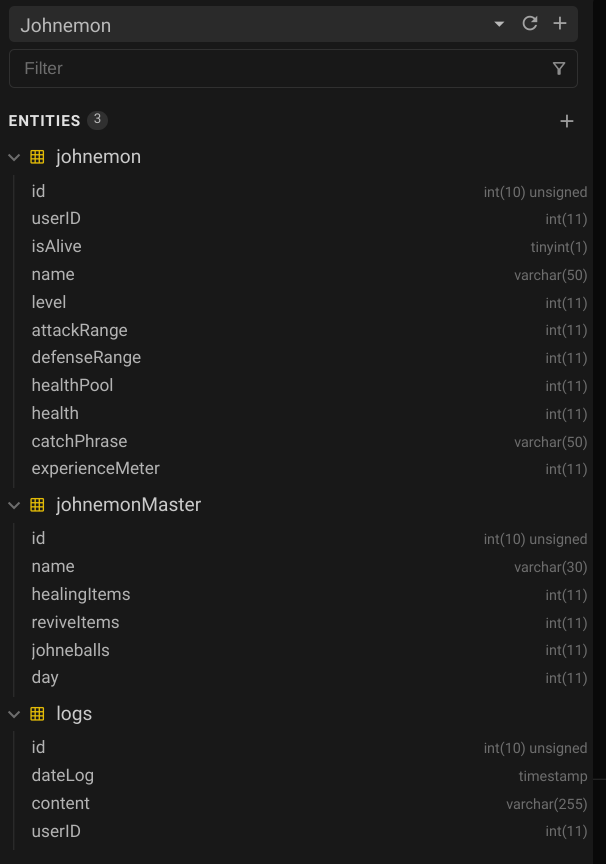 Johnemon
Filter
ENTITIES 3
johnemon
id int(10) unsigned
userID int(11)
isAlive tinyint(1)
name varchar(50)
level int(11)
attackRange int(11)
defenseRange int(11)
healthPool int(11)
health int(11)
catchPhrase varchar(50)
experienceMeter int(11)
johnemonMaster
id int(10) unsigned
name varchar(30)
healingItems int(11)
reviveItems int(11)
johneballs int(11)
day int(11)
logs
id int(10) unsigned
dateLog timestamp
content varchar(255)
userID int(11)